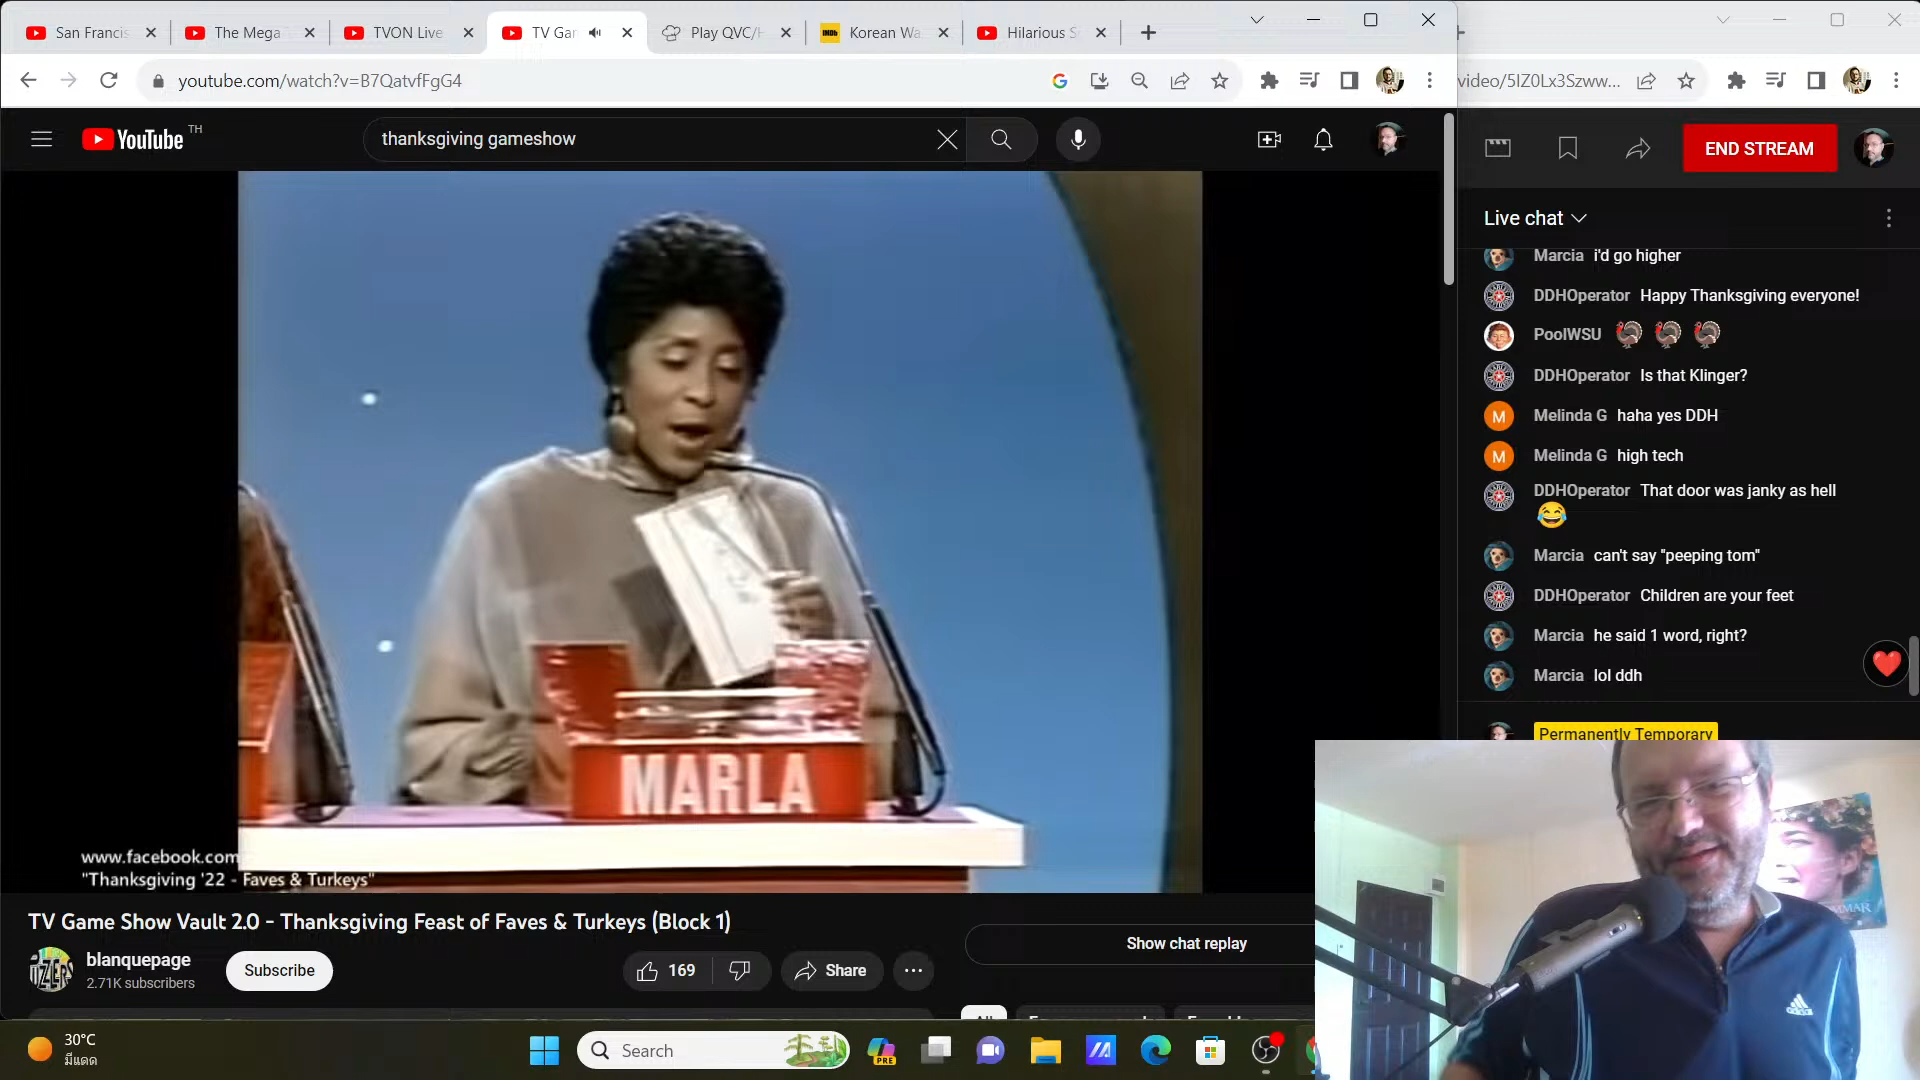 San Francis
The Mega
TVON Live
TV Gar
Play QVC/H
IMDb
Korean Wa
Hilarious S
youtube.com/watch?v=B7QatvfFgG4
video/5IZ0Lx3Szww...
YouTube TH
thanksgiving gameshow
END STREAM
Live chat
Marcia i'd go higher
DDHOperator Happy Thanksgiving everyone!
PoolWSU
DDHOperator Is that Klinger?
M Melinda G haha yes DDH
M Melinda G high tech
DDHOperator That door was janky as hell
Marcia can't say "peeping tom"
DDHOperator Children are your feet
Marcia he said 1 word, right?
Marcia lol ddh
Permanently Temporary
MARLA
www.facebook.com
"Thanksgiving '22 - Faves & Turkeys"
TV Game Show Vault 2.0 - Thanksgiving Feast of Faves & Turkeys (Block 1)
blanquepage
2.71K subscribers
Subscribe
169
Share
Show chat replay
All
30°C
มีแดด
Search
PRE